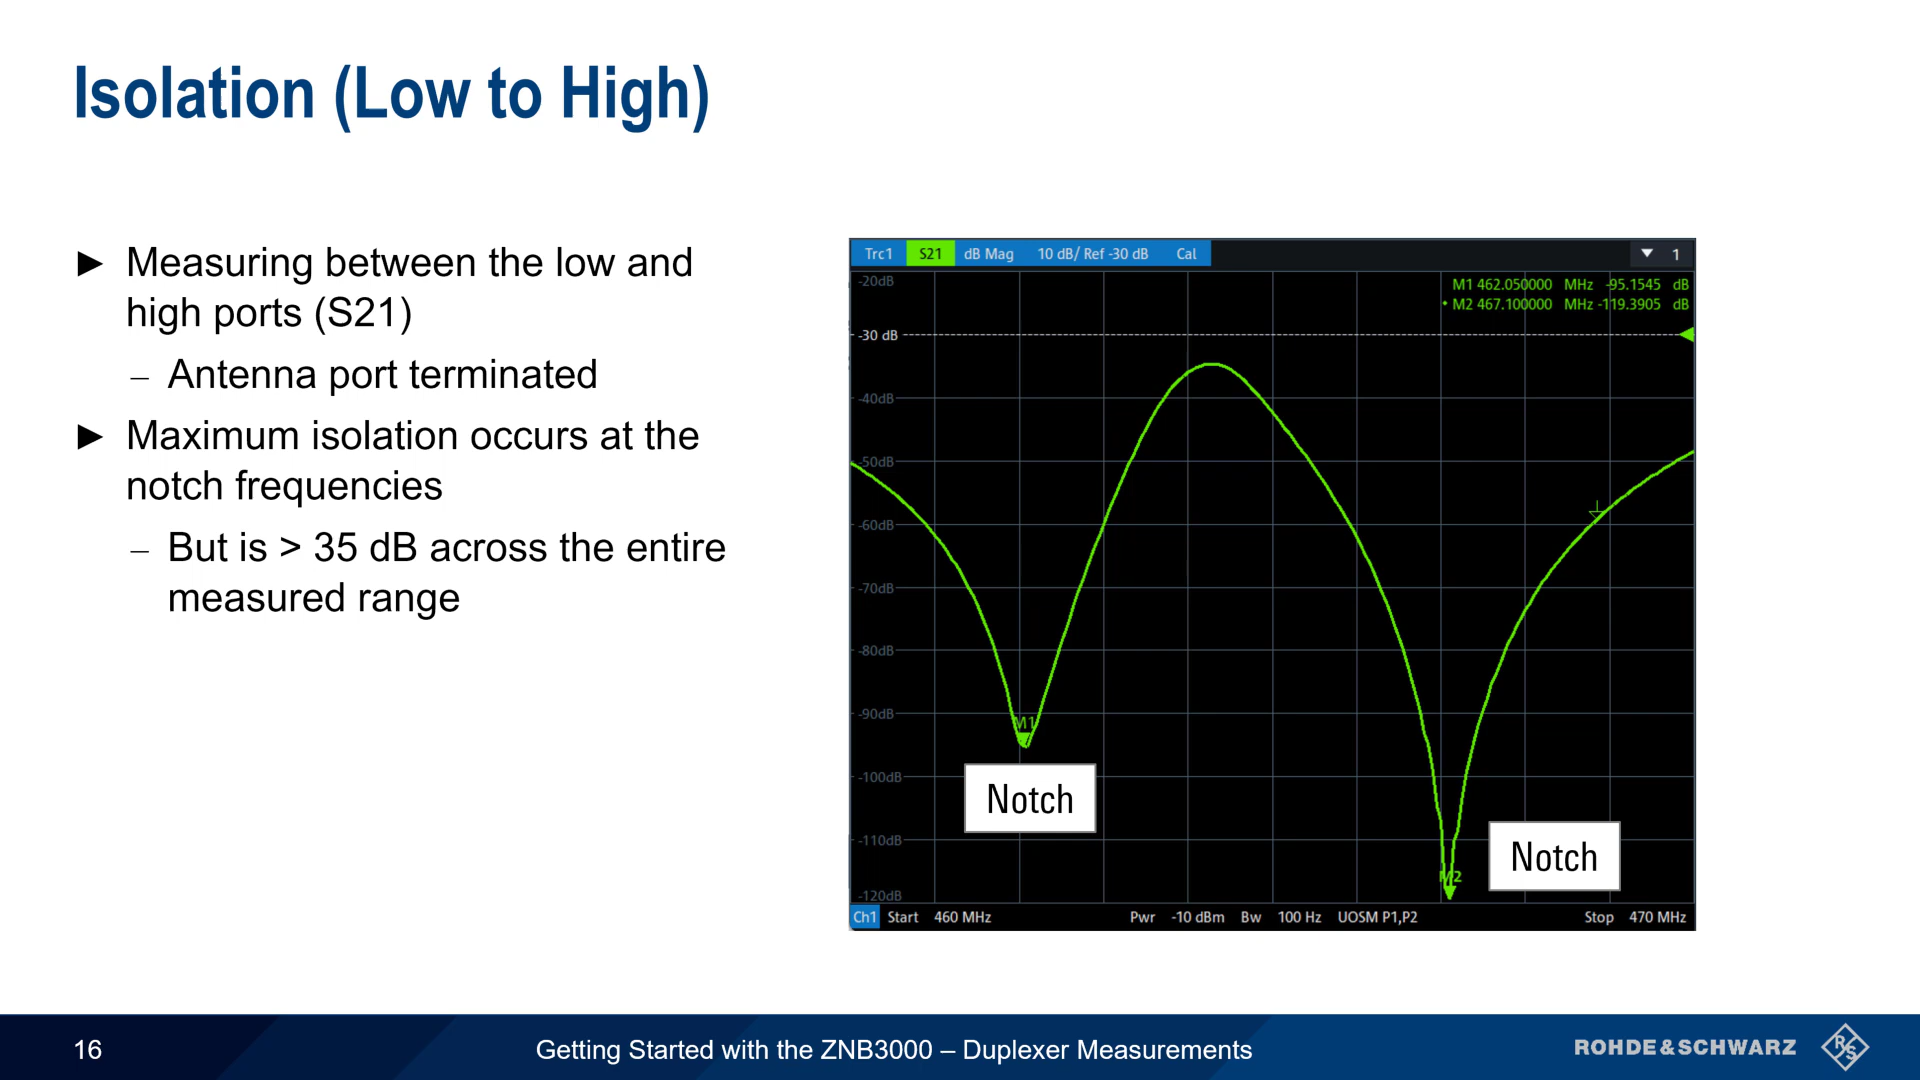 Isolation (Low to High)
► Measuring between the low and
high ports (S21)
– Antenna port terminated
► Maximum isolation occurs at the
notch frequencies
– But is > 35 dB across the entire
measured range
Trc1 S21 dB Mag 10 dB/ Ref -30 dB Cal 1
M1 462.050000 MHz -95.1545 dB
M2 467.100000 MHz -119.3905 dB
-20dB
-30 dB
-40dB
-50dB
-60dB
-70dB
-80dB
-90dB
-100dB
-110dB
-120dB
M1
Notch
M2
Notch
Ch1 Start 460 MHz Pwr -10 dBm Bw 100 Hz UOSM P1,P2 Stop 470 MHz
16 Getting Started with the ZNB3000 – Duplexer Measurements ROHDE&SCHWARZ R&S